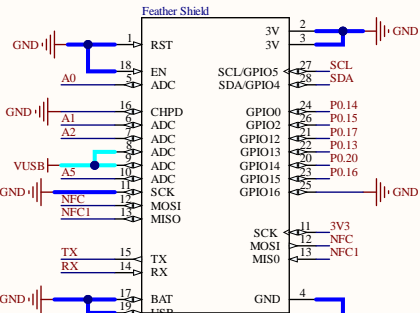 Feather Shield
GND 1 RST 3V 2 GND
3V 3
18 EN SCL/GPIO5 27 SCL
A0 5 ADC SDA/GPIO4 28 SDA
GND 16 CHPD GPIO0 24 P0.14
A1 6 ADC GPIO2 26 P0.15
A2 7 ADC GPIO12 21 P0.17
8 ADC GPIO13 22 P0.13
VUSB 9 ADC GPIO14 20 P0.20
A5 10 ADC GPIO15 23 P0.16
GND 11 SCK GPIO16 25 GND
NFC 12 MOSI
NFC1 13 MISO
SCK 11 3V3
MOSI 12 NFC
MIS0 13 NFC1
TX 15 TX
RX 14 RX
GND 17 BAT GND 4
19 USB